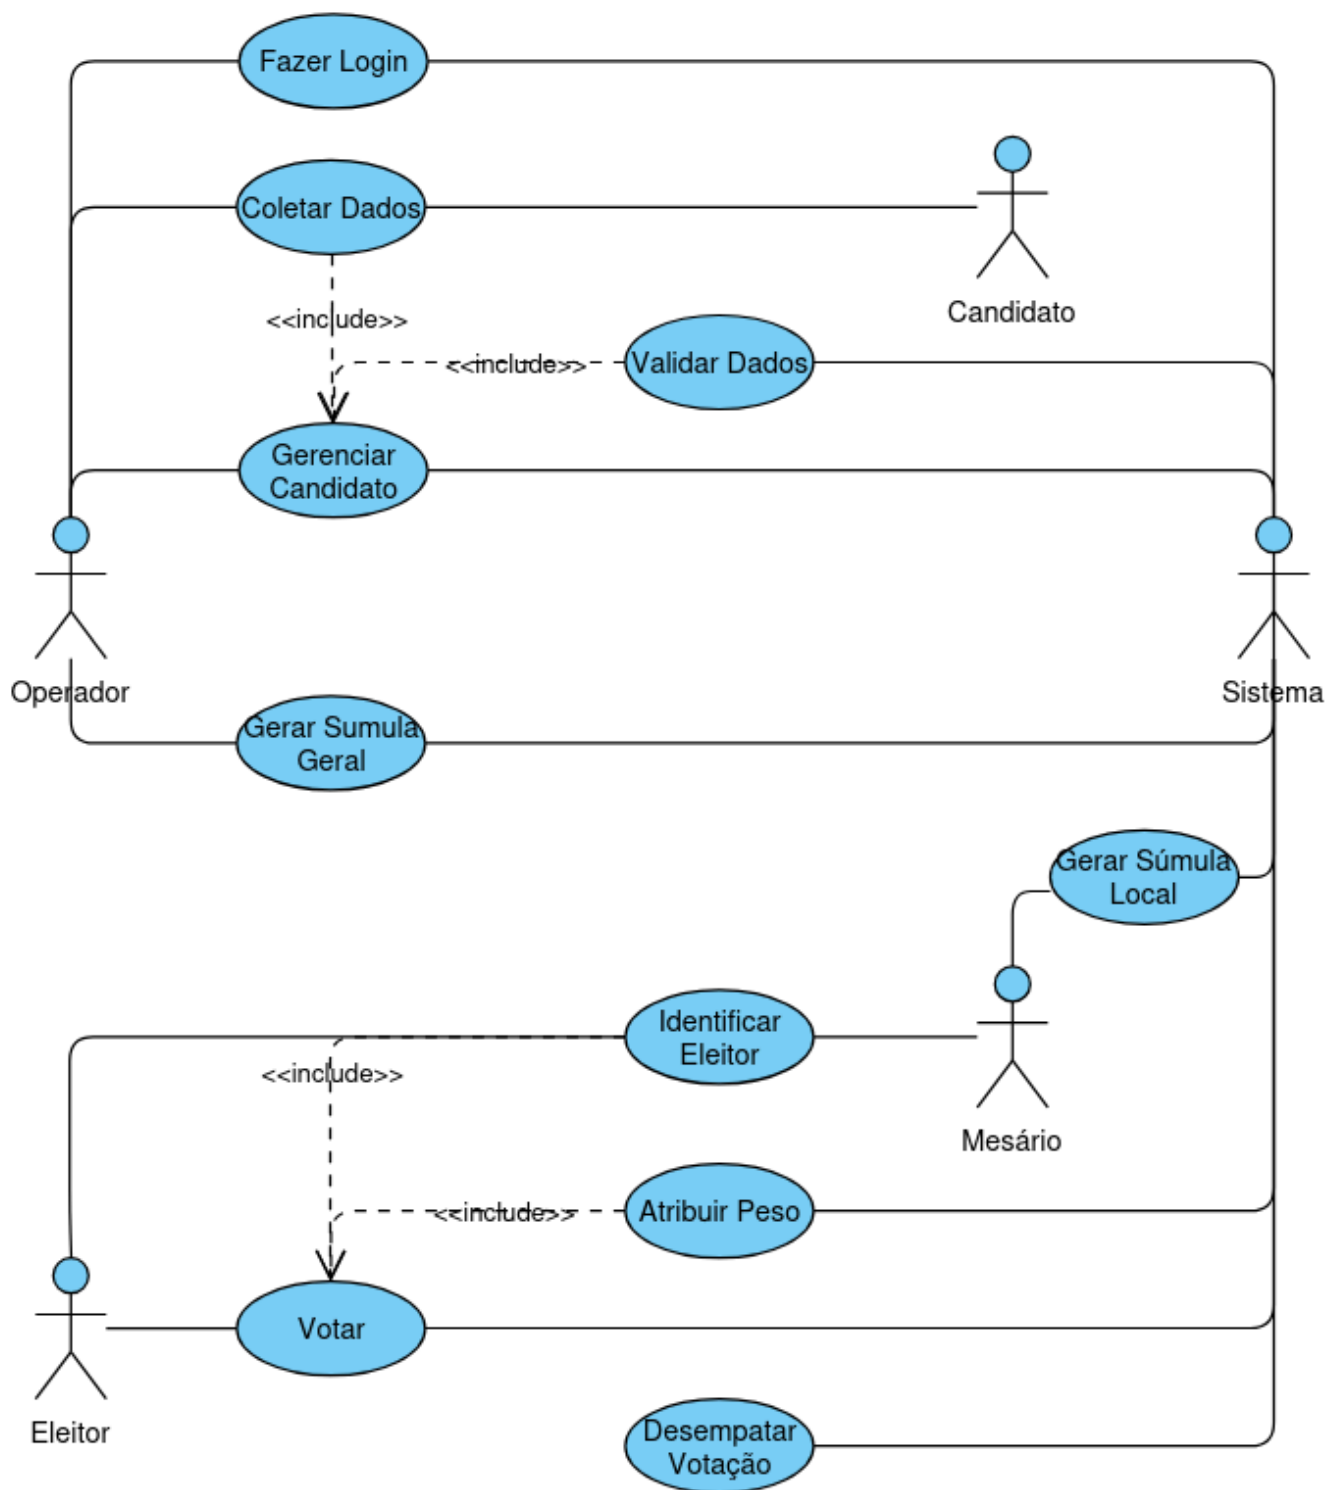 Fazer Login
Coletar Dados
Candidato
<<include>>
<<include>>
Validar Dados
Gerenciar
Candidato
Operador
Sistema
Gerar Sumula
Geral
Gerar Súmula
Local
Identificar
Eleitor
<<include>>
Mesário
<<include>>
Atribuir Peso
Votar
Eleitor
Desempatar
Votação